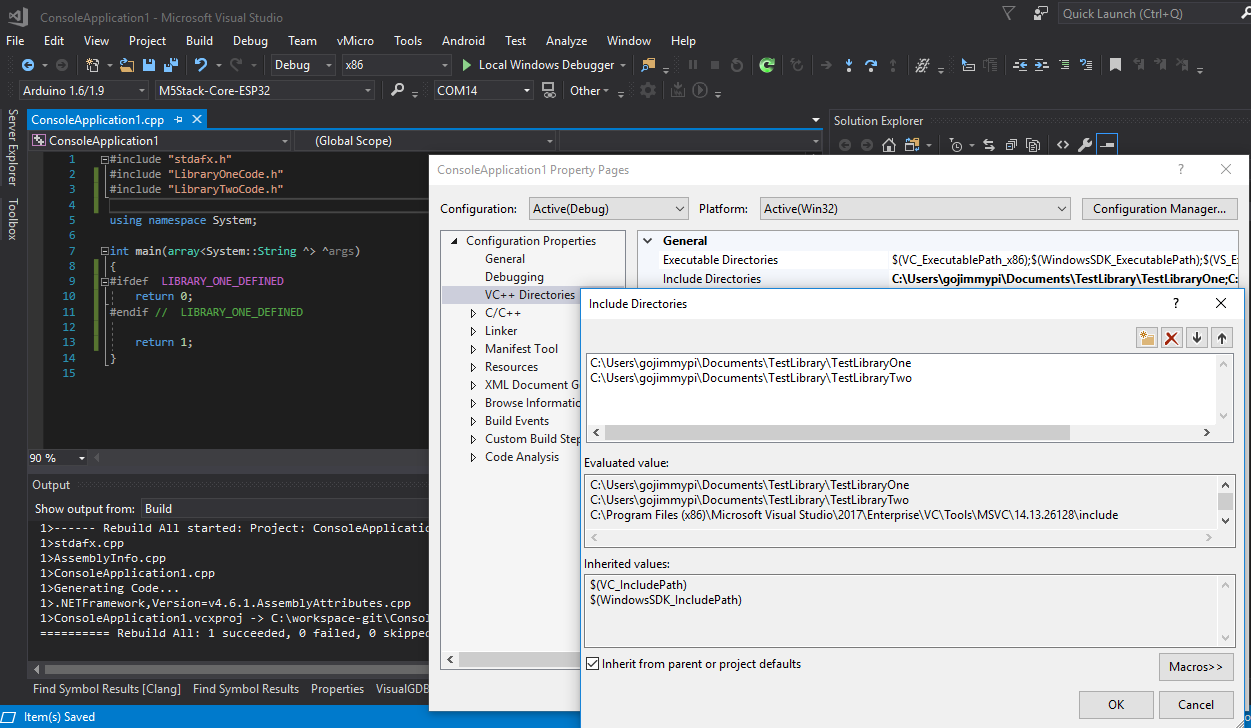 ConsoleApplication1 - Microsoft Visual Studio
Quick Launch (Ctrl+Q)
File Edit View Project Build Debug Team vMicro Tools Android Test Analyze Window Help
Debug x86 Local Windows Debugger
Arduino 1.6/1.9 M5Stack-Core-ESP32 COM14 Other
Server Explorer
Toolbox
ConsoleApplication1.cpp
ConsoleApplication1 (Global Scope)
1 #include "stdafx.h"
2 #include "LibraryOneCode.h"
3 #include "LibraryTwoCode.h"
4
5 using namespace System;
6
7 int main(array<System::String ^> ^args)
8 {
9 #ifdef  LIBRARY_ONE_DEFINED
10 return 0;
11 #endif //  LIBRARY_ONE_DEFINED
12
13 return 1;
14 }
15
90 %
Output
Show output from: Build
1>------ Rebuild All started: Project: ConsoleApplicatio
1>stdafx.cpp
1>AssemblyInfo.cpp
1>ConsoleApplication1.cpp
1>Generating Code...
1>.NETFramework,Version=v4.6.1.AssemblyAttributes.cpp
1>ConsoleApplication1.vcxproj -> C:\workspace-git\Consol
========== Rebuild All: 1 succeeded, 0 failed, 0 skipped
Find Symbol Results [Clang] Find Symbol Results Properties VisualGDB
Item(s) Saved
Solution Explorer
ConsoleApplication1 Property Pages
?
Configuration: Active(Debug) Platform: Active(Win32) Configuration Manager...
Configuration Properties
General
Debugging
VC++ Directories
C/C++
Linker
Manifest Tool
Resources
XML Document G
Browse Informatio
Build Events
Custom Build Step
Code Analysis
General
Executable Directories $(VC_ExecutablePath_x86);$(WindowsSDK_ExecutablePath);$(VS_E
Include Directories C:\Users\gojimmypi\Documents\TestLibrary\TestLibraryOne;C:
Include Directories
?
C:\Users\gojimmypi\Documents\TestLibrary\TestLibraryOne
C:\Users\gojimmypi\Documents\TestLibrary\TestLibraryTwo
Evaluated value:
C:\Users\gojimmypi\Documents\TestLibrary\TestLibraryOne
C:\Users\gojimmypi\Documents\TestLibrary\TestLibraryTwo
C:\Program Files (x86)\Microsoft Visual Studio\2017\Enterprise\VC\Tools\MSVC\14.13.26128\include
Inherited values:
$(VC_IncludePath)
$(WindowsSDK_IncludePath)
Inherit from parent or project defaults
Macros>>
OK Cancel